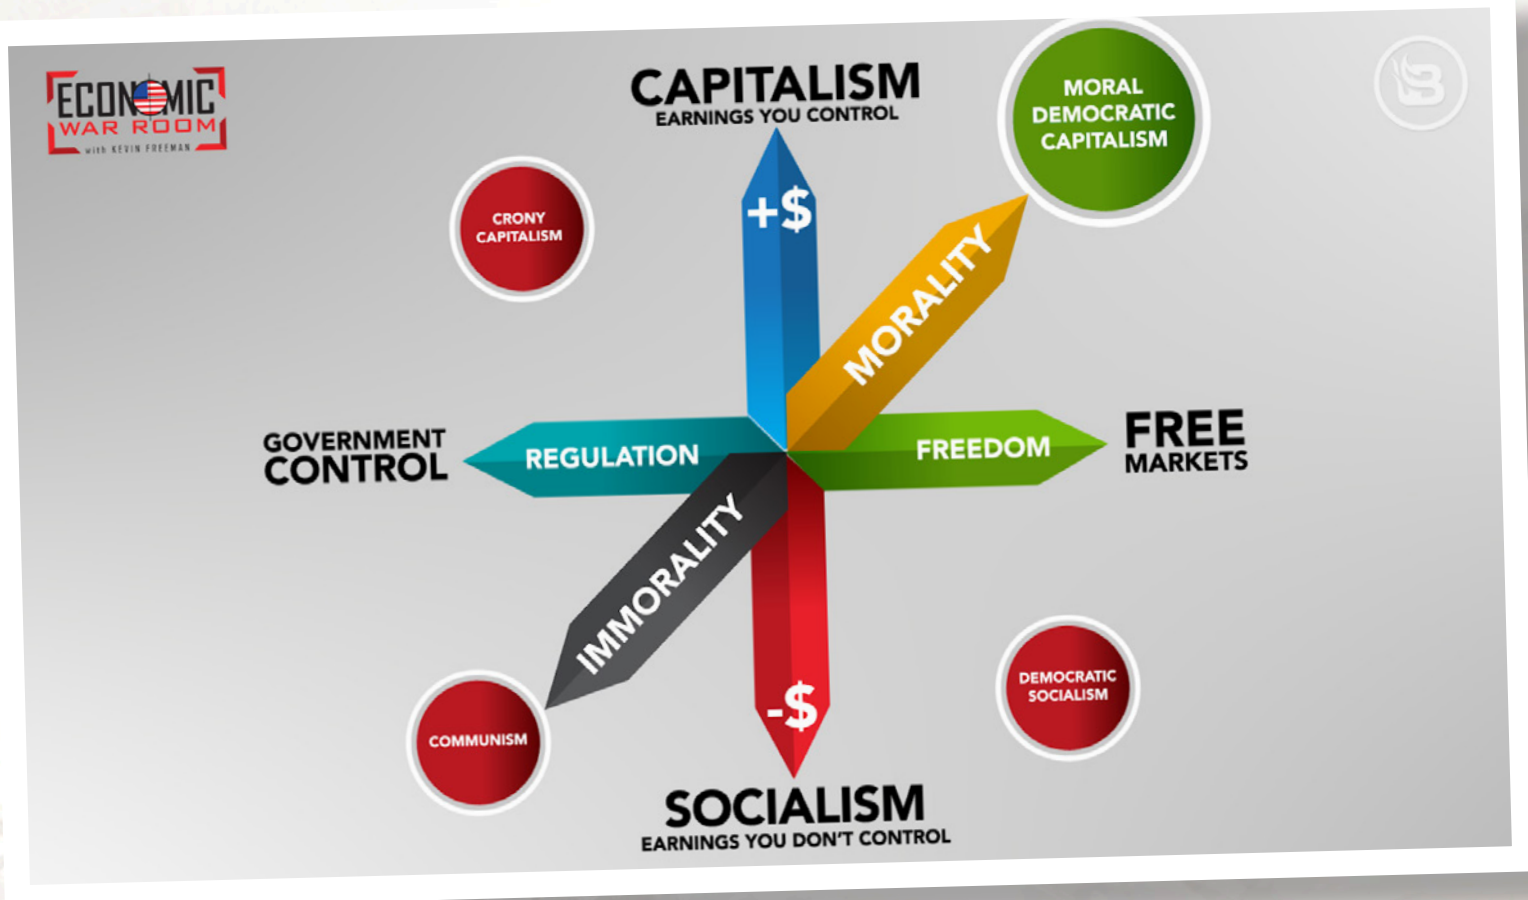 ECONOMIC
WAR ROOM
with KEVIN FREEMAN
CAPITALISM
EARNINGS YOU CONTROL
MORAL
DEMOCRATIC
CAPITALISM
B
CRONY
CAPITALISM
+$
MORALITY
GOVERNMENT
CONTROL
REGULATION
FREEDOM
FREE
MARKETS
IMMORALITY
-$
COMMUNISM
DEMOCRATIC
SOCIALISM
SOCIALISM
EARNINGS YOU DON'T CONTROL